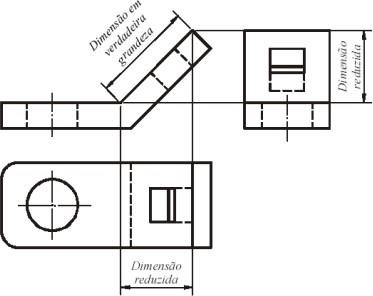 Dimensão em
verdadeira
grandeza
Dimensão
reduzida
Dimensão
reduzida